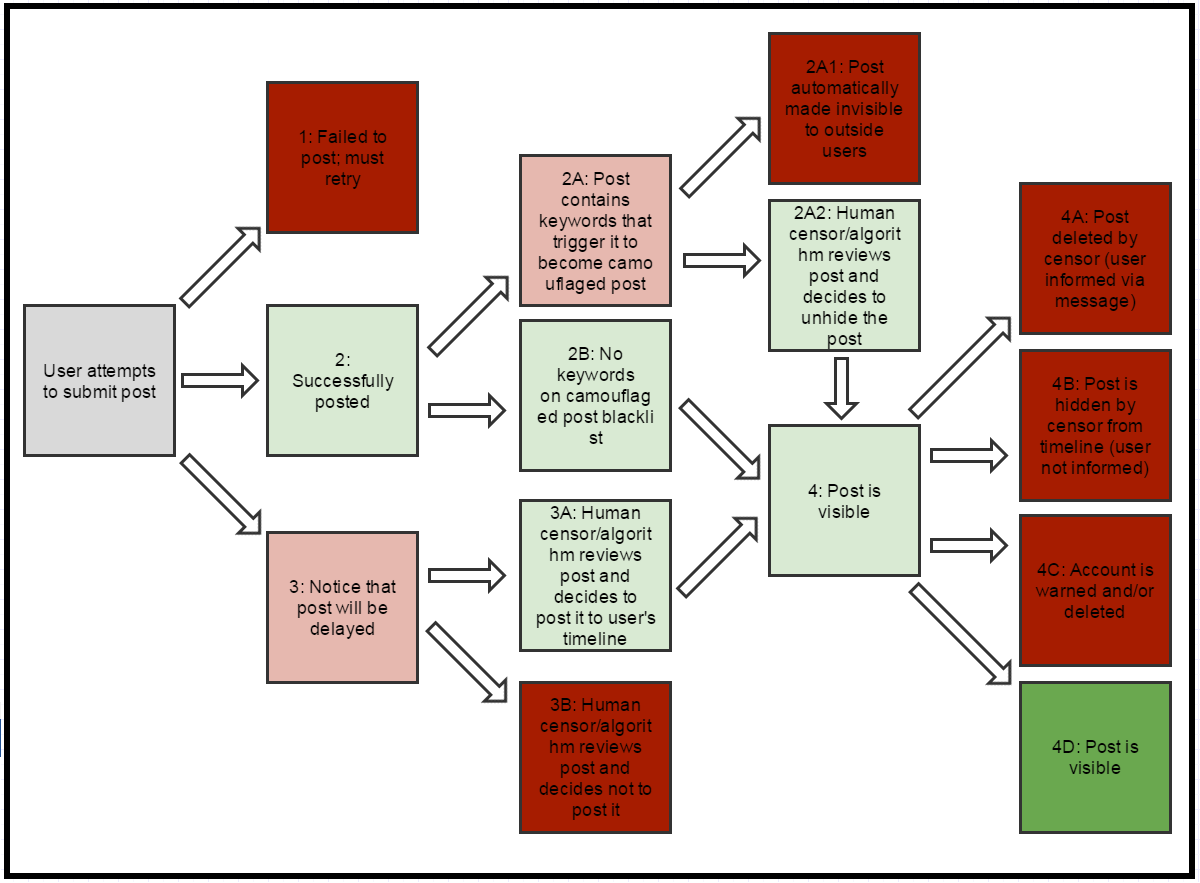 User attempts
to submit post
1: Failed to
post; must
retry
2:
Successfully
posted
3: Notice that
post will be
delayed
2A: Post
contains
keywords that
trigger it to
become camo
uflaged post
2B: No
keywords
on camouflag
ed post blackli
st
3A: Human
censor/algorit
hm reviews
post and
decides to
post it to user's
timeline
3B: Human
censor/algorit
hm reviews
post and
decides not to
post it
2A1: Post
automatically
made invisible
to outside
users
2A2: Human
censor/algorit
hm reviews
post and
decides to
unhide the
post
4: Post is
visible
4A: Post
deleted by
censor (user
informed via
message)
4B: Post is
hidden by
censor from
timeline (user
not informed)
4C: Account is
warned and/or
deleted
4D: Post is
visible